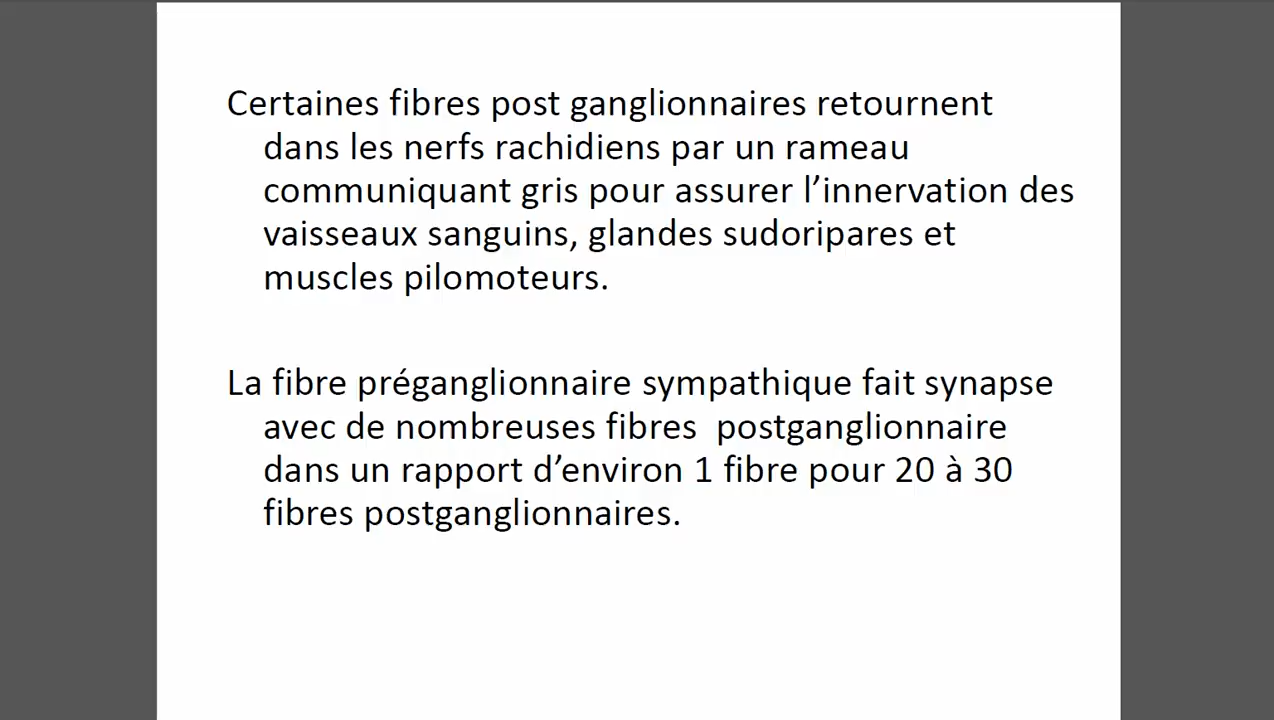 Certaines fibres post ganglionnaires retournent
dans les nerfs rachidiens par un rameau
communiquant gris pour assurer l’innervation des
vaisseaux sanguins, glandes sudoripares et
muscles pilomoteurs.
La fibre préganglionnaire sympathique fait synapse
avec de nombreuses fibres  postganglionnaire
dans un rapport d’environ 1 fibre pour 20 à 30
fibres postganglionnaires.